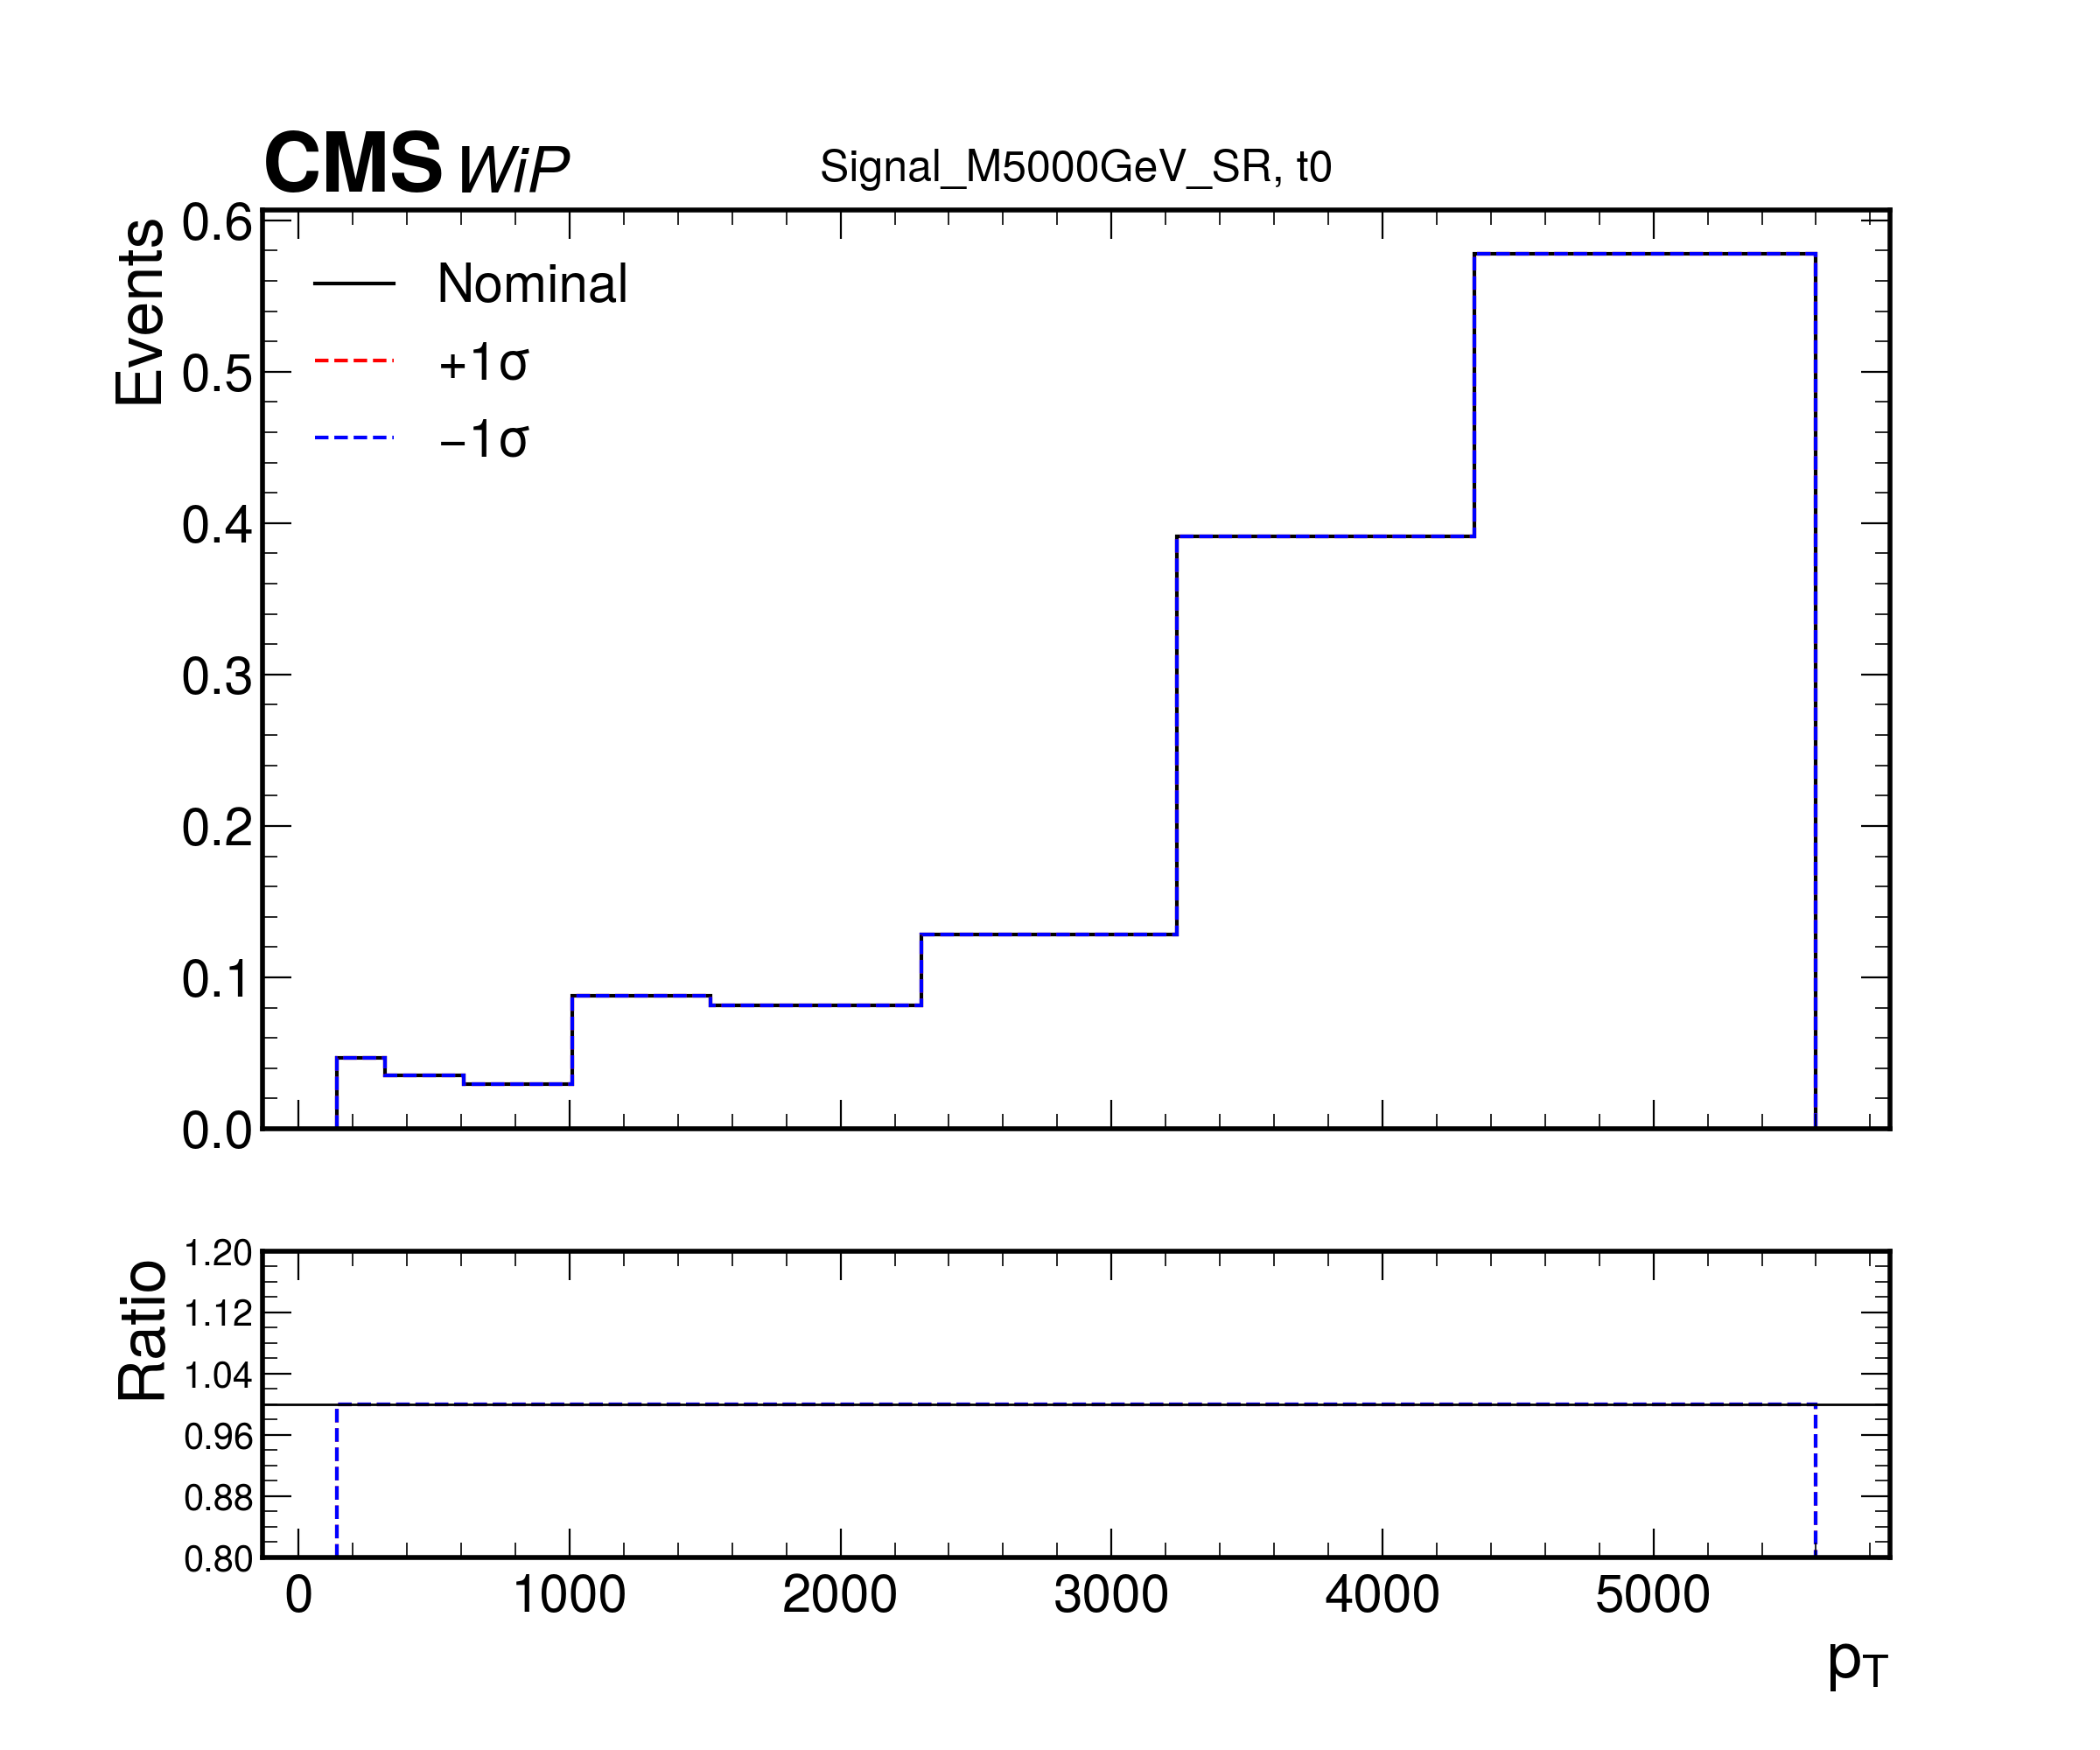 CMS WiP
Signal_M5000GeV_SR, t0
Events
0.6
0.5
0.4
0.3
0.2
0.1
0.0
Nominal
+1σ
−1σ
Ratio
1.20
1.12
1.04
0.96
0.88
0.80
0 1000 2000 3000 4000 5000
pT